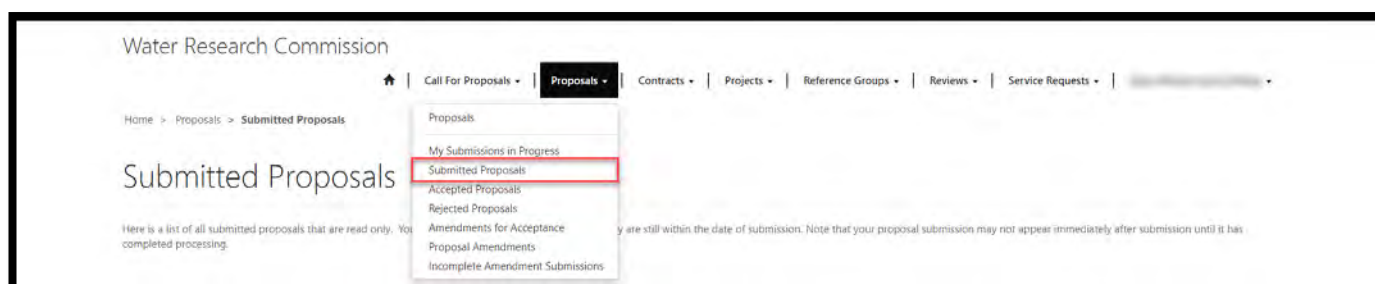 Water Research Commission
Call For Proposals | Proposals | Contracts | Projects | Reference Groups | Reviews | Service Requests |
Home > Proposals > Submitted Proposals
Proposals
My Submissions in Progress
Submitted Proposals
Submitted Proposals
Accepted Proposals
Rejected Proposals
Amendments for Acceptance
Proposal Amendments
Incomplete Amendment Submissions
Here is a list of all submitted proposals that are read only. are still within the date of submission. Note that your proposal submission may not appear immediately after submission until it has
completed processing.